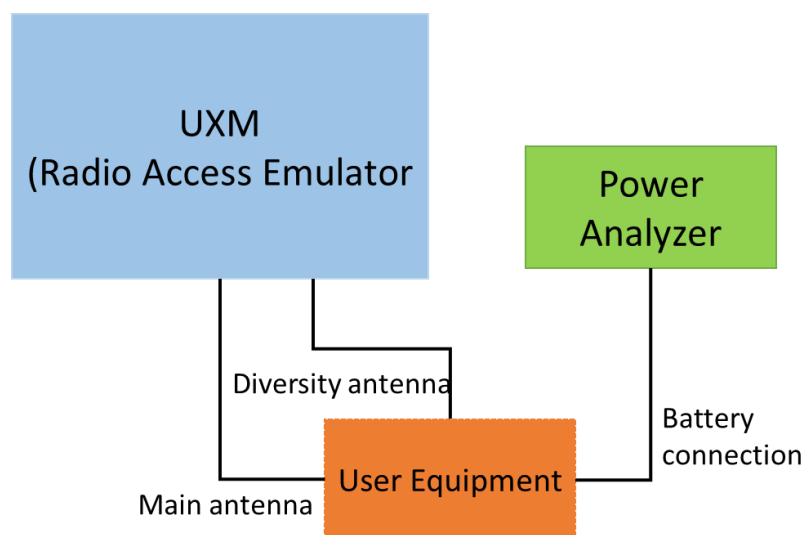 UXM
(Radio Access Emulator
Power
Analyzer
Diversity antenna
Battery
connection
User Equipment
Main antenna